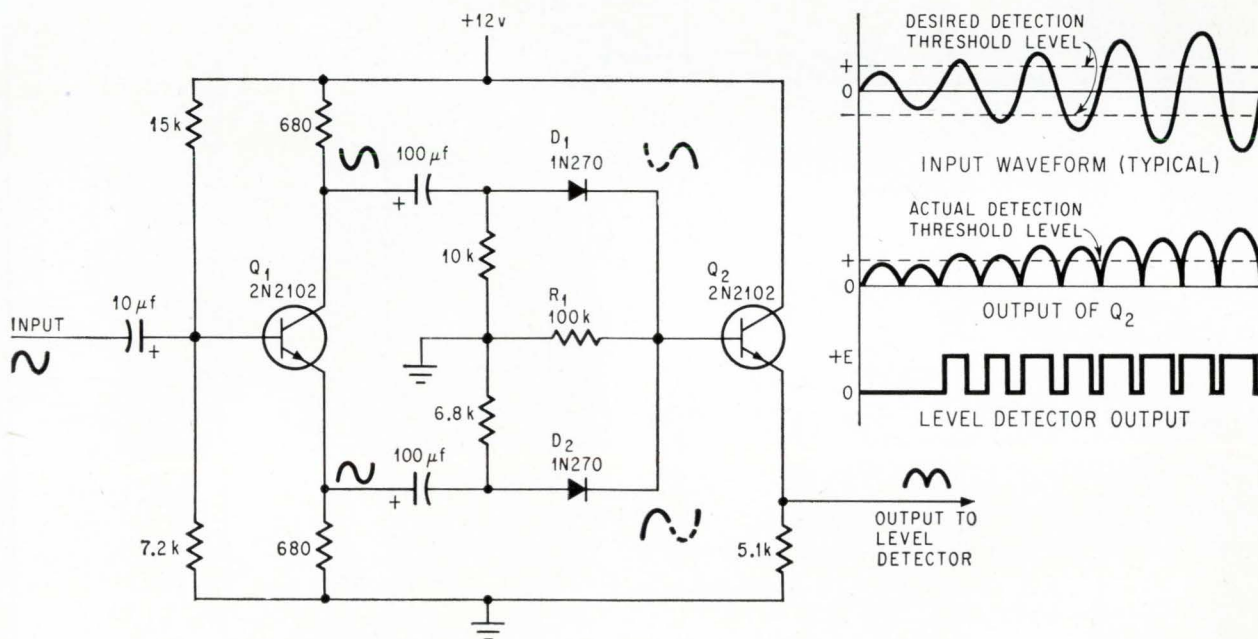 +12v
15k
680
100 µf
+
D1
1N270
10k
Q1
2N2102
10 µf
+
INPUT
R1
100k
Q2
2N2102
6.8k
100 µf
+
D2
1N270
7.2k
680
5.1k
OUTPUT TO
LEVEL
DETECTOR
DESIRED DETECTION
THRESHOLD LEVEL
+
0
−
INPUT WAVEFORM (TYPICAL)
ACTUAL DETECTION
THRESHOLD LEVEL
+
0
OUTPUT OF Q2
+E
0
LEVEL DETECTOR OUTPUT